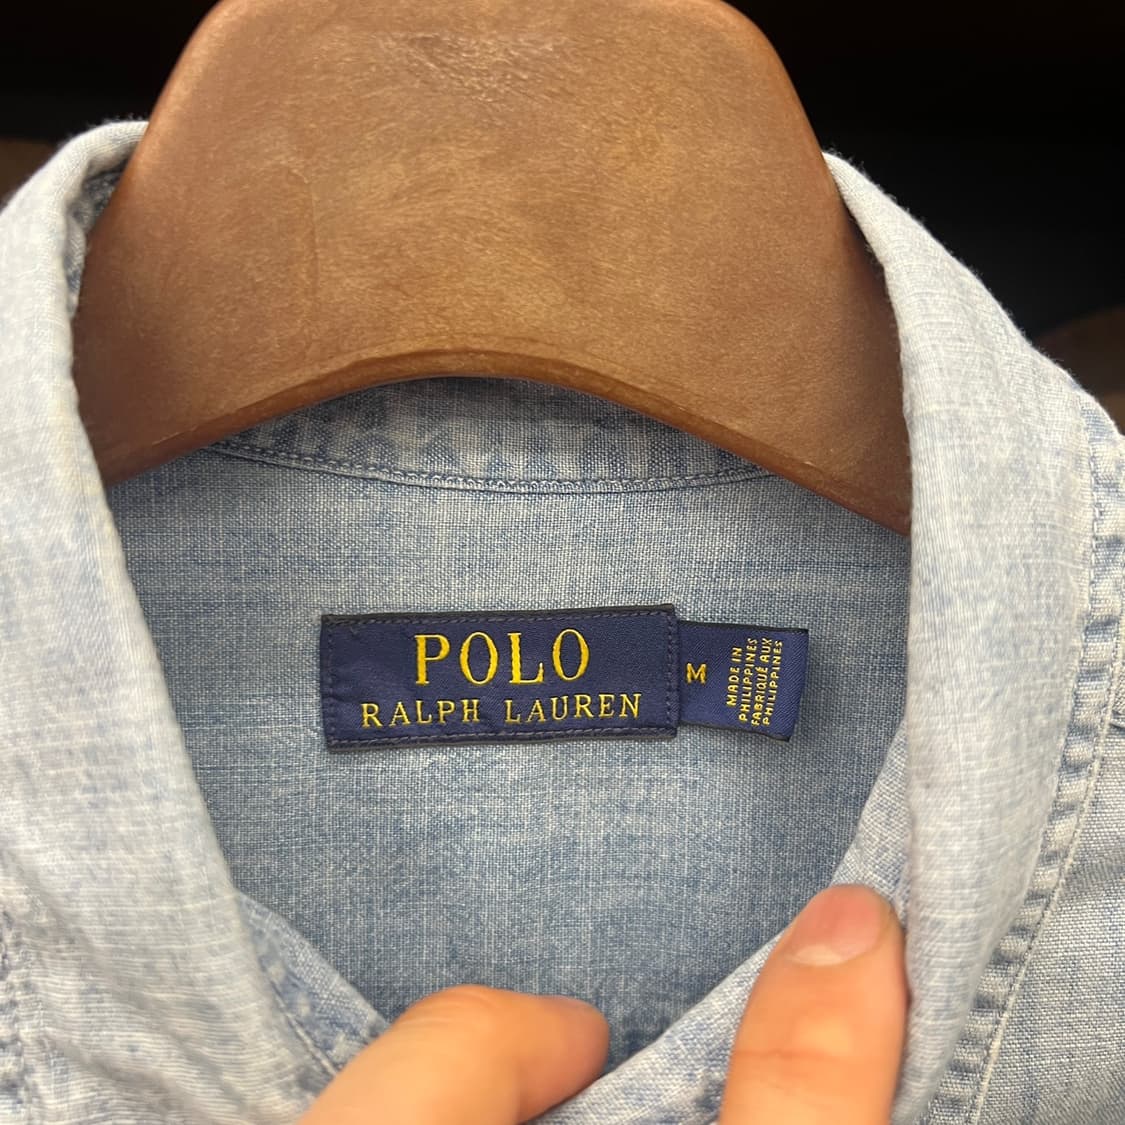 POLO
RALPH LAUREN
M
MADE IN
PHILIPPINES
FABRIQUÉ AUX
PHILIPPINES